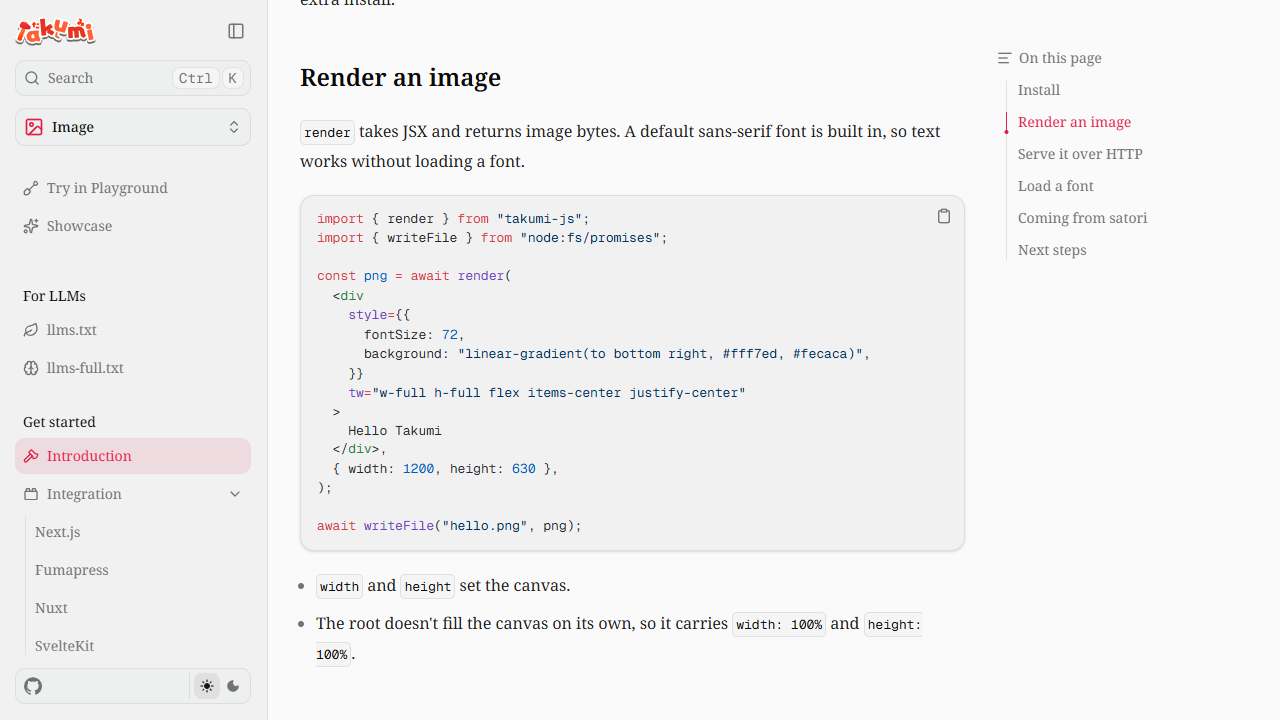 Takumi
Search
Ctrl K
Image
Try in Playground
Showcase
For LLMs
llms.txt
llms-full.txt
Get started
Introduction
Integration
Next.js
Fumapress
Nuxt
SvelteKit
extra install.
Render an image
render takes JSX and returns image bytes. A default sans-serif font is built in, so text
works without loading a font.
import { render } from "takumi-js";
import { writeFile } from "node:fs/promises";
const png = await render(
  <div
    style={{
      fontSize: 72,
      background: "linear-gradient(to bottom right, #fff7ed, #fecaca)",
    }}
    tw="w-full h-full flex items-center justify-center"
  >
    Hello Takumi
  </div>,
  { width: 1200, height: 630 },
);
await writeFile("hello.png", png);
width and height set the canvas.
The root doesn't fill the canvas on its own, so it carries width: 100% and height:
100%.
On this page
Install
Render an image
Serve it over HTTP
Load a font
Coming from satori
Next steps